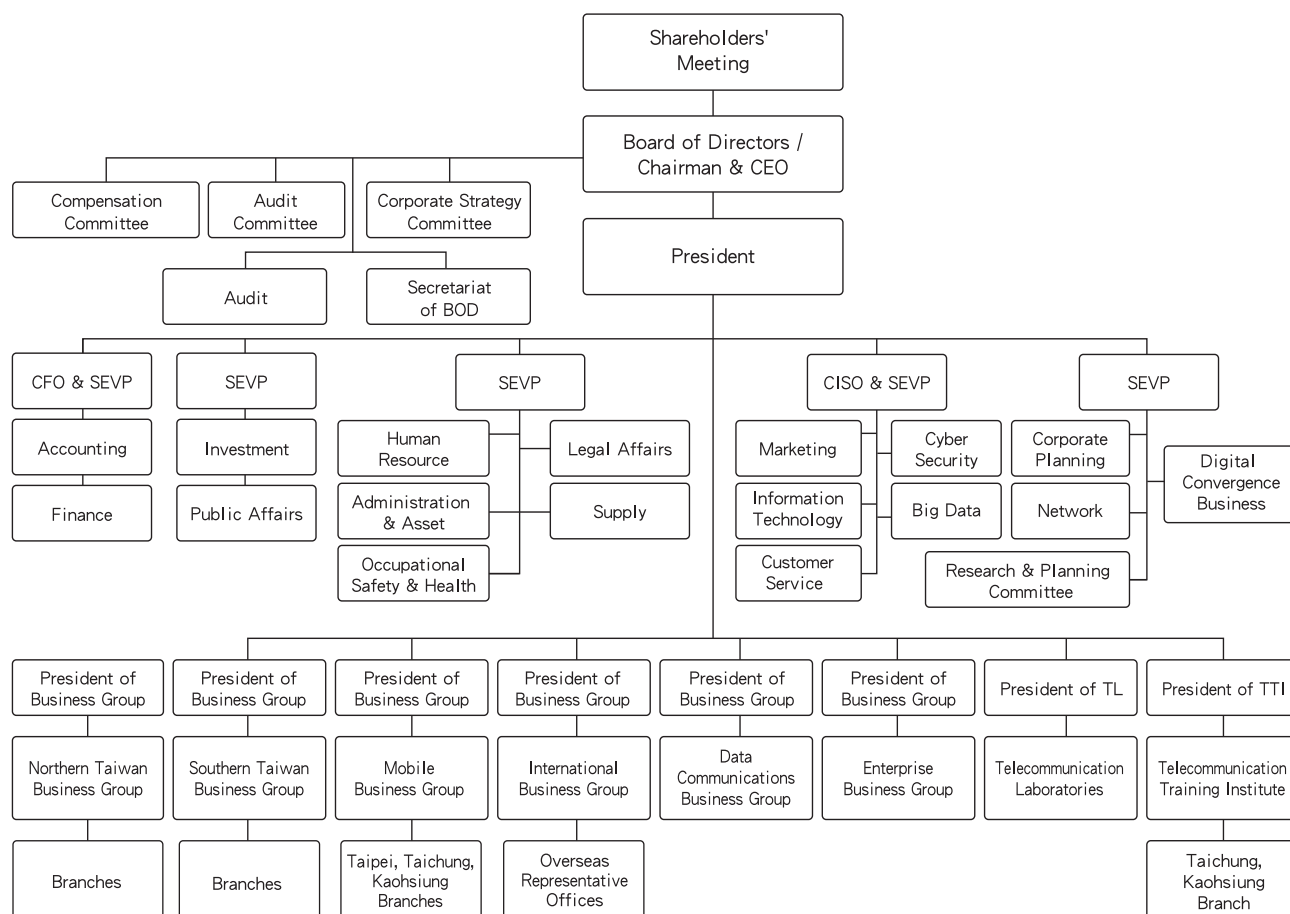 Shareholders'
Meeting
Board of Directors /
Chairman & CEO
Compensation
Committee
Audit
Committee
Corporate Strategy
Committee
President
Audit
Secretariat
of BOD
CFO & SEVP
SEVP
SEVP
CISO & SEVP
SEVP
Accounting
Investment
Human
Resource
Legal Affairs
Marketing
Cyber
Security
Corporate
Planning
Digital
Convergence
Business
Finance
Public Affairs
Administration
& Asset
Supply
Information
Technology
Big Data
Network
Occupational
Safety & Health
Customer
Service
Research & Planning
Committee
President of
Business Group
President of
Business Group
President of
Business Group
President of
Business Group
President of
Business Group
President of
Business Group
President of TL
President of TTI
Northern Taiwan
Business Group
Southern Taiwan
Business Group
Mobile
Business Group
International
Business Group
Data
Communications
Business Group
Enterprise
Business Group
Telecommunication
Laboratories
Telecommunication
Training Institute
Branches
Branches
Taipei, Taichung,
Kaohsiung
Branches
Overseas
Representative
Offices
Taichung,
Kaohsiung
Branch